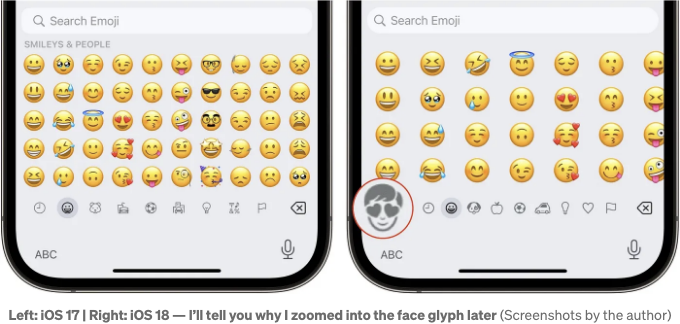 Search Emoji
SMILEYS & PEOPLE
ABC
Search Emoji
ABC
Left: iOS 17 | Right: iOS 18 — I’ll tell you why I zoomed into the face glyph later (Screenshots by the author)